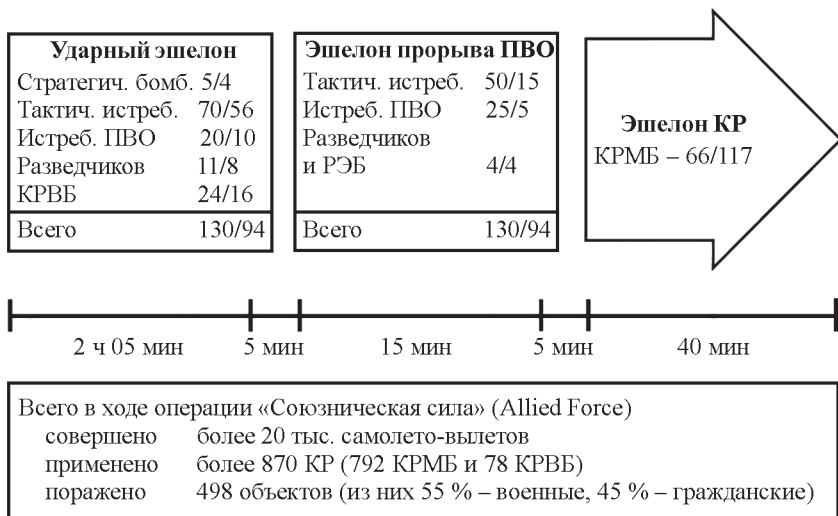 Ударный эшелон
Стратегич. бомб. 5/4
Тактич. истреб. 70/56
Истреб. ПВО 20/10
Разведчиков 11/8
КРВБ 24/16
Всего 130/94
Эшелон прорыва ПВО
Тактич. истреб. 50/15
Истреб. ПВО 25/5
Разведчиков
и РЭБ 4/4
Всего 130/94
Эшелон КР
КРМБ – 66/117
2 ч 05 мин 5 мин 15 мин 5 мин 40 мин
Всего в ходе операции «Союзническая сила» (Allied Force)
совершено более 20 тыс. самолето-вылетов
применено более 870 КР (792 КРМБ и 78 КРВБ)
поражено 498 объектов (из них 55 % – военные, 45 % – гражданские)